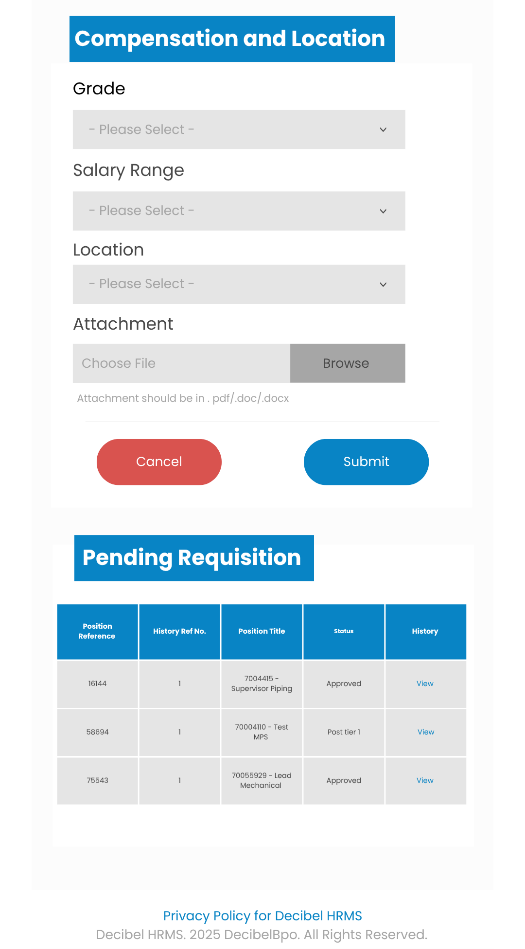 Compensation and Location
Grade
- Please Select -
Salary Range
- Please Select -
Location
- Please Select -
Attachment
Choose File
Browse
Attachment should be in . pdf/.doc/.docx
Cancel
Submit
Pending Requisition
Position
Reference
History Ref No.
Position Title
Status
History
16144
1
7004415 -
Supervisor Piping
Approved
View
58694
1
70004110 - Test
MPS
Post tier 1
View
75543
1
70055929 - Lead
Mechanical
Approved
View
Privacy Policy for Decibel HRMS
Decibel HRMS. 2025 DecibelBpo. All Rights Reserved.